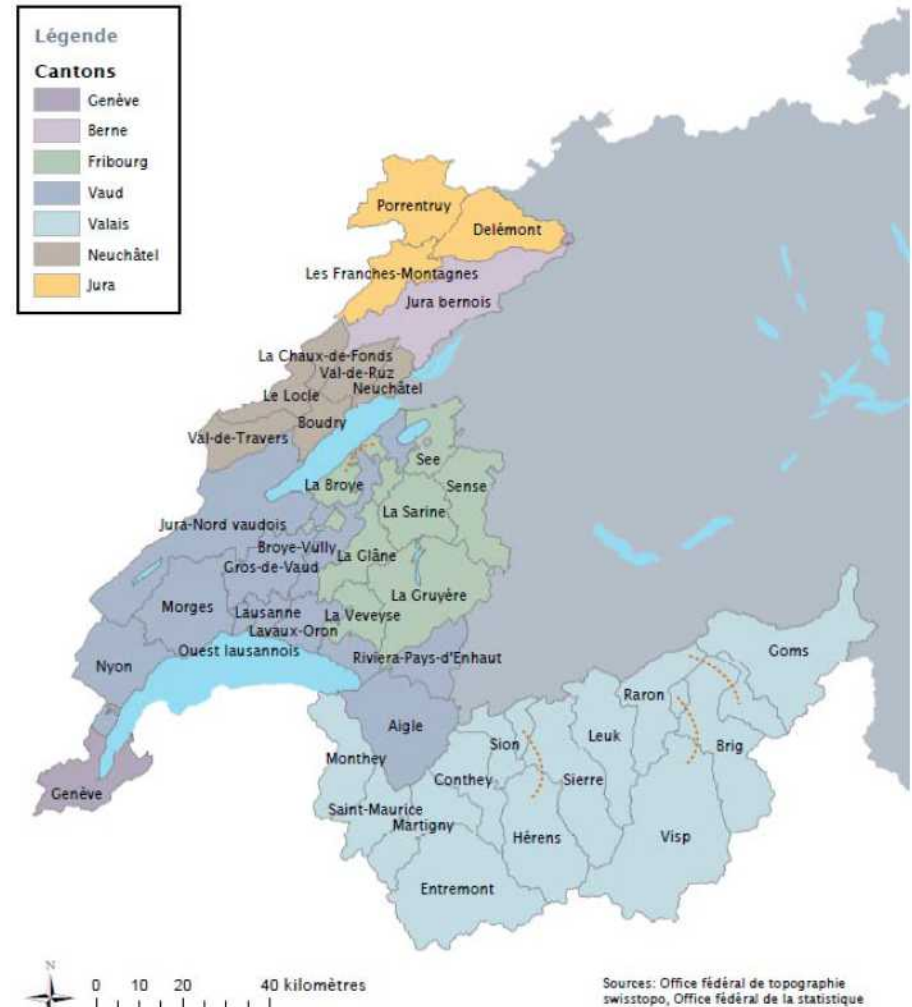 Légende
Cantons
Genève
Berne
Fribourg
Vaud
Valais
Neuchâtel
Jura
Porrentruy
Delémont
Les Franches-Montagnes
Jura bernois
La Chaux-de-Fonds
Val-de-Ruz
Neuchâtel
Le Locle
Boudry
Val-de-Travers
See
La Broye
Sense
La Sarine
Jura-Nord vaudois
Broye-Vully
La Glâne
Gros-de-Vaud
La Gruyère
Morges
Lausanne
La Veveyse
Lavaux-Oron
Ouest lausannois
Riviera-Pays-d'Enhaut
Nyon
Goms
Raron
Aigle
Leuk
Sion
Brig
Monthey
Conthey
Sierre
Genève
Saint-Maurice
Martigny
Hérens
Visp
Entremont
N
0 10 20 40 kilomètres
Sources: Office fédéral de topographie
swisstopo, Office fédéral de la statistique